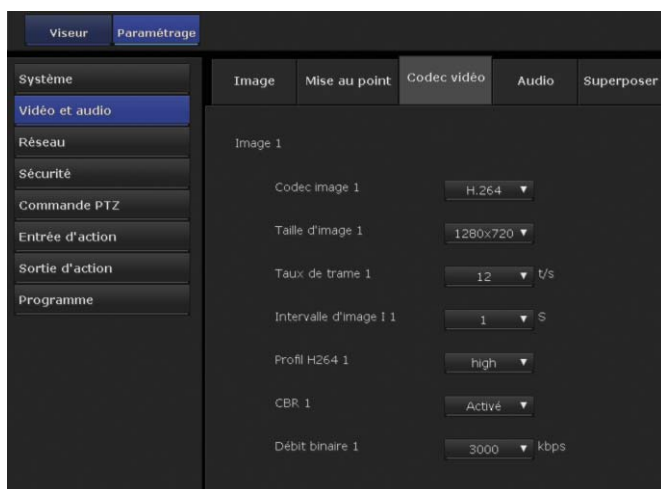 Viseur Paramétrage
Système
Vidéo et audio
Réseau
Sécurité
Commande PTZ
Entrée d'action
Sortie d'action
Programme
Image Mise au point Codec vidéo Audio Superposer
Image 1
Codec image 1 H.264
Taille d'image 1 1280x720
Taux de trame 1 12 t/s
Intervalle d'image I 1 1 S
Profil H264 1 high
CBR 1 Activé
Débit binaire 1 3000 kbps